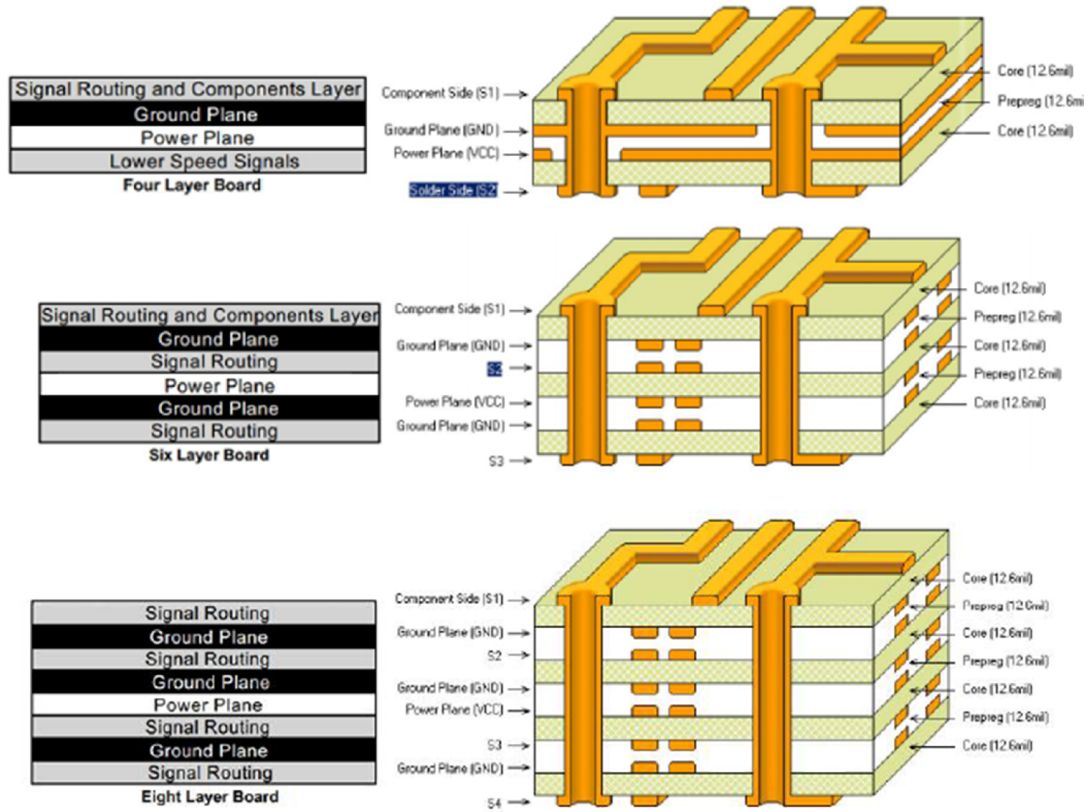 Signal Routing and Components Layer
Ground Plane
Power Plane
Lower Speed Signals
Four Layer Board
Component Side (S1)
Ground Plane (GND)
Power Plane (VCC)
Solder Side (S2
Core (12.6mil)
Prepreg (12.6mi
Core (12.6mil)
Signal Routing and Components Layer
Ground Plane
Signal Routing
Power Plane
Ground Plane
Signal Routing
Six Layer Board
Component Side (S1)
Ground Plane (GND)
S2
Power Plane (VCC)
Ground Plane (GND)
S3
Core (12.6mil)
Prepreg (12.6mil)
Core (12.6mil)
Prepreg (12.6mil)
Core (12.6mil)
Signal Routing
Ground Plane
Signal Routing
Ground Plane
Power Plane
Signal Routing
Ground Plane
Signal Routing
Eight Layer Board
Component Side (S1)
Ground Plane (GND)
S2
Ground Plane (GND)
Power Plane (VCC)
S3
Ground Plane (GND)
S4
Core (12.6mil)
Prepreg (12.6mil)
Core (12.6mil)
Prepreg (12.6mil)
Core (12.6mil)
Prepreg (12.6mil)
Core (12.6mil)